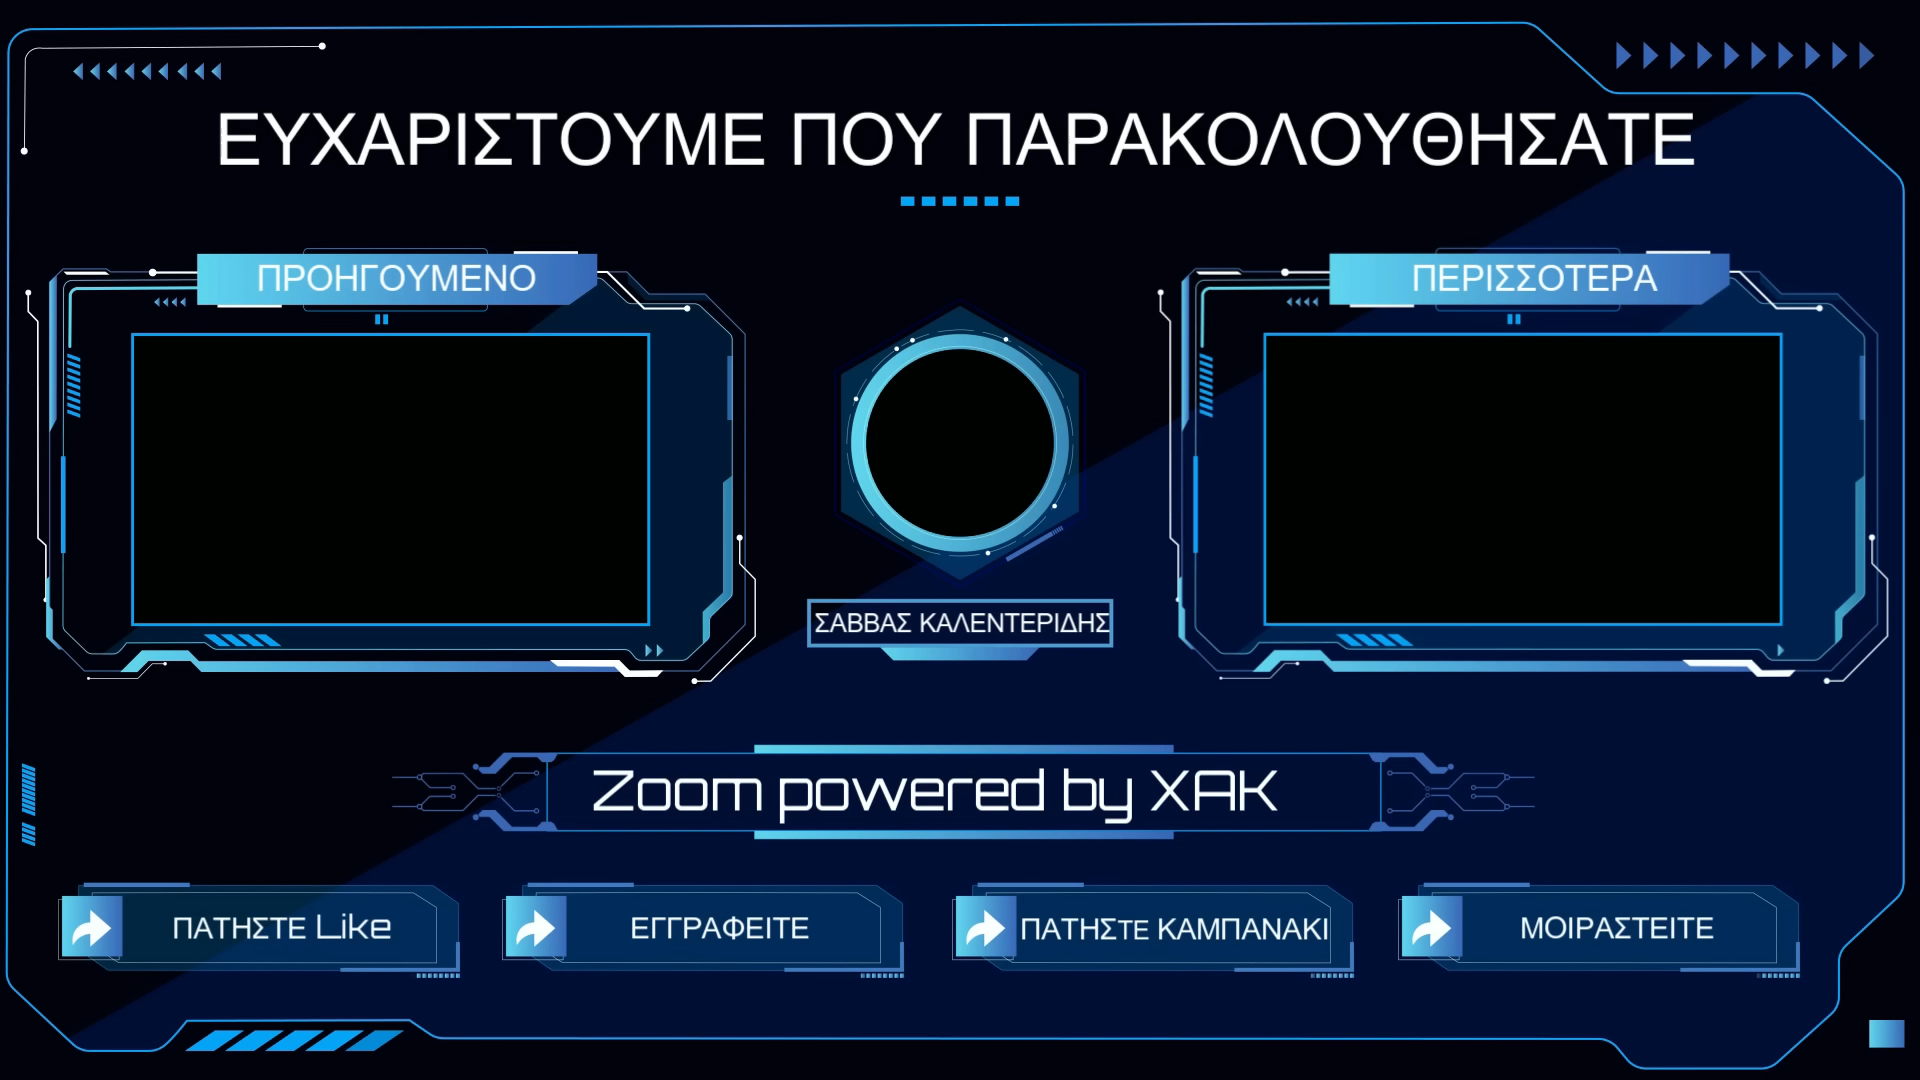 ΕΥΧΑΡΙΣΤΟΥΜΕ ΠΟΥ ΠΑΡΑΚΟΛΟΥΘΗΣΑΤΕ
ΠΡΟΗΓΟΥΜΕΝΟ
ΠΕΡΙΣΣΟΤΕΡΑ
ΣΑΒΒΑΣ ΚΑΛΕΝΤΕΡΙΔΗΣ
Zoom powered by XAK
ΠΑΤΗΣΤΕ Like
ΕΓΓΡΑΦΕΙΤΕ
ΠΑΤΗΣΤΕ ΚΑΜΠΑΝΑΚΙ
ΜΟΙΡΑΣΤΕΙΤΕ